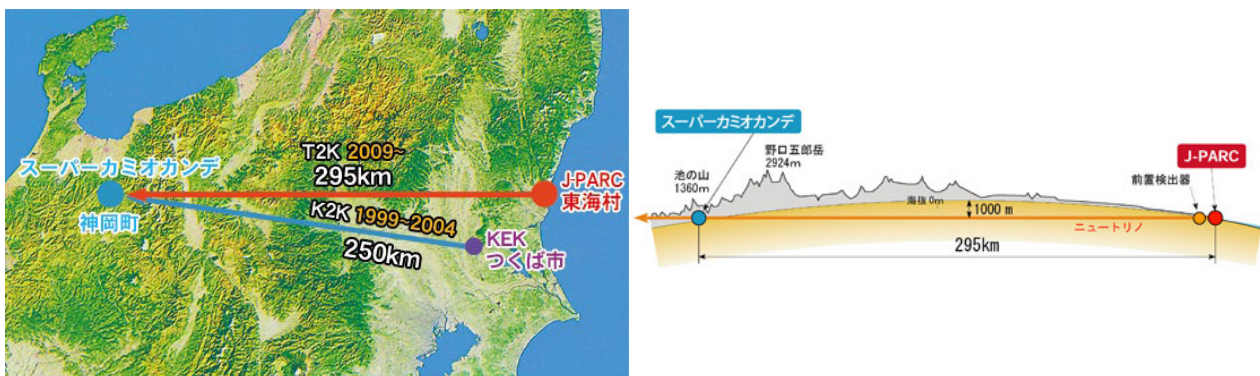 T2K 2009~
295km
スーパーカミオカンデ
神岡町
J-PARC
東海村
K2K 1999~2004
250km
KEK
つくば市
スーパーカミオカンデ
野口五郎岳
2924m
池の山
1360m
J-PARC
前置検出器
海抜 0m
1000 m
ニュートリノ
295km